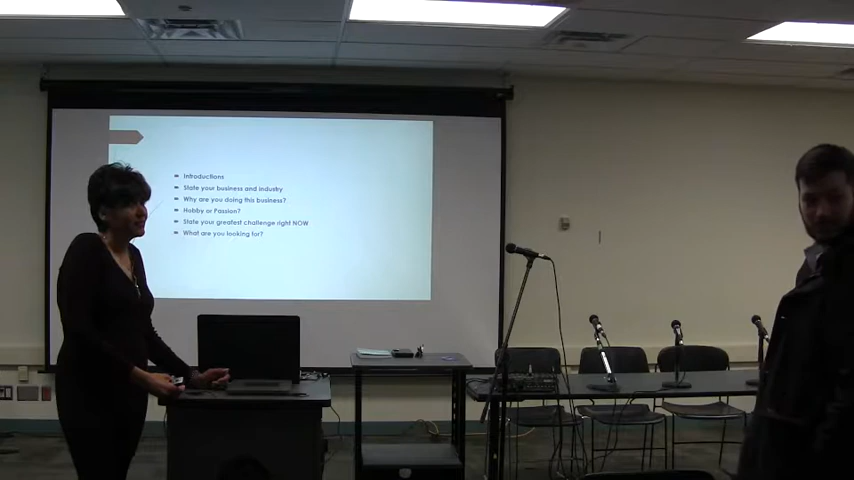 Introductions
State your business and industry
Why are you doing this business?
Hobby or Passion?
State your greatest challenge right NOW
What are you looking for?